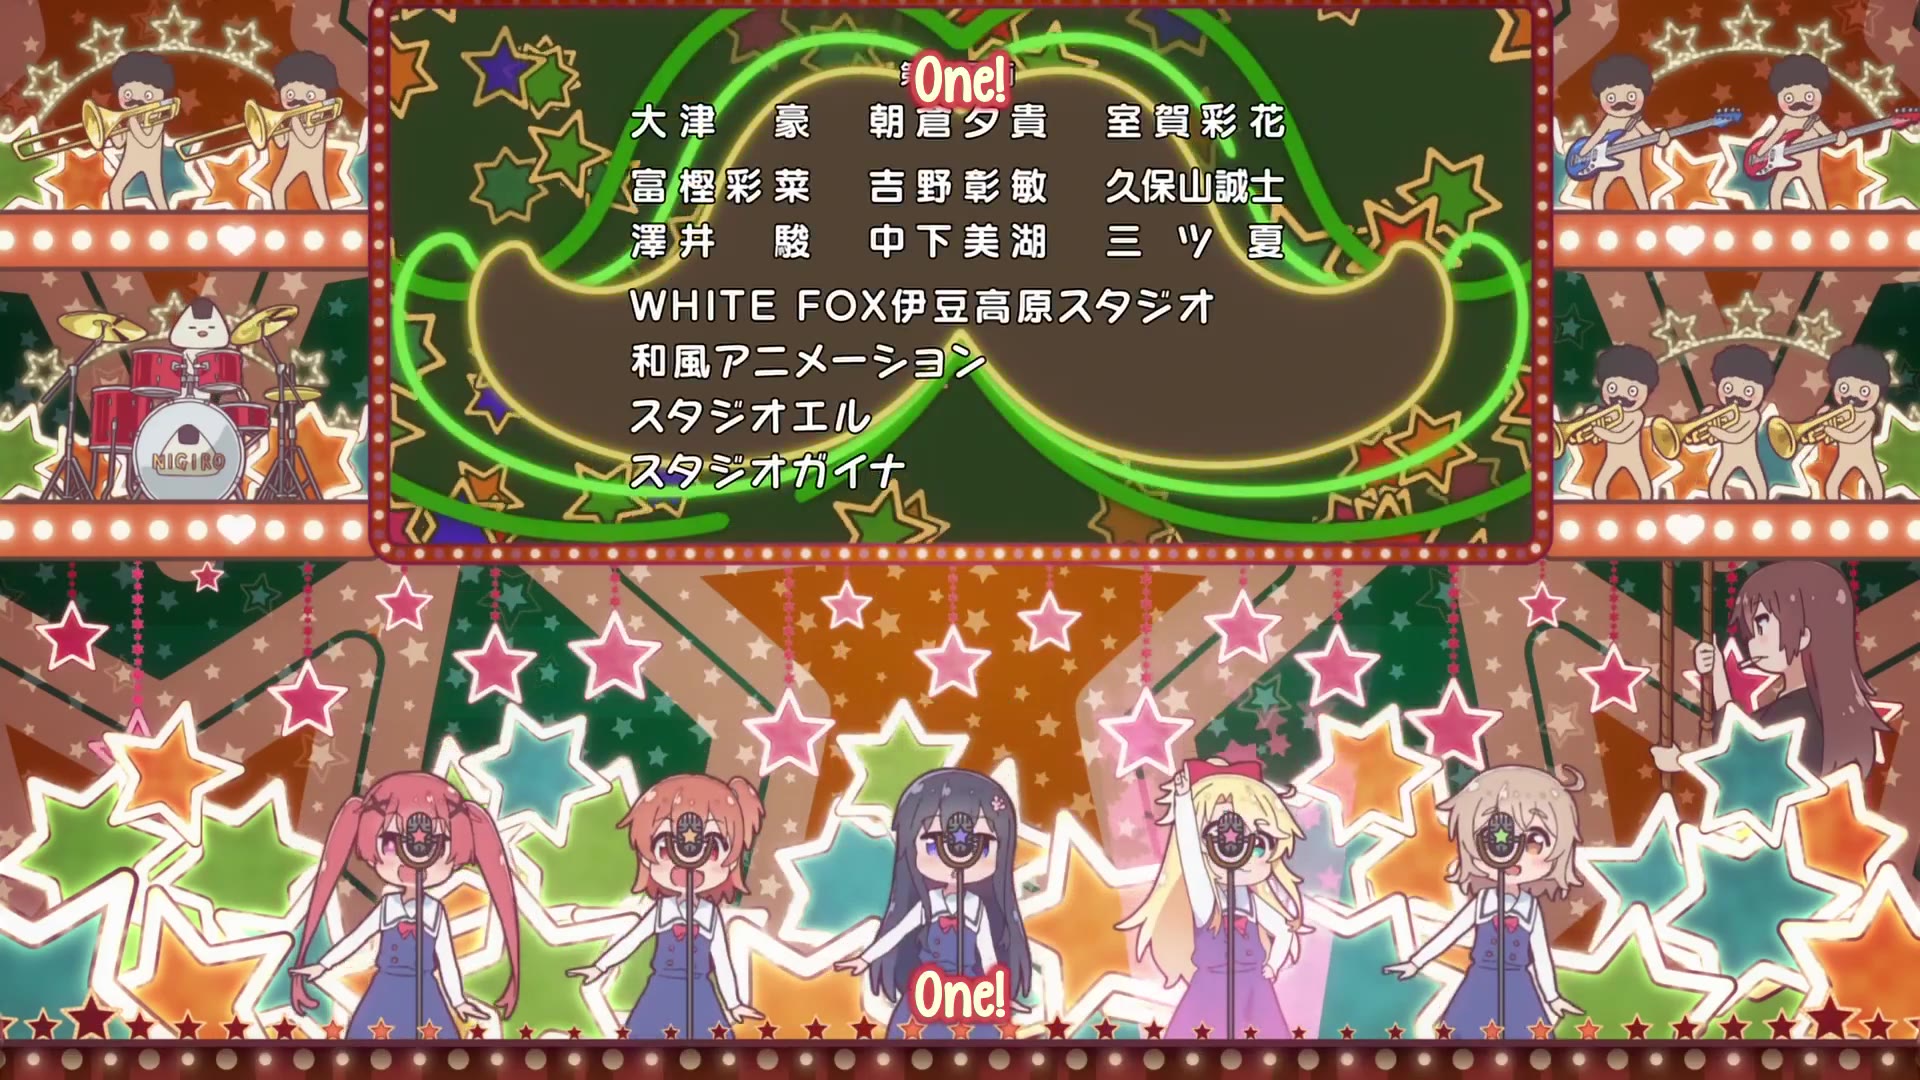 One!
大津 豪 朝倉夕貴 室賀彩花
富樫彩菜 吉野彰敏 久保山誠士
澤井 駿 中下美湖 三ツ夏
WHITE FOX伊豆高原スタジオ
和風アニメーション
スタジオエル
スタジオガイナ
NIGIRO
One!